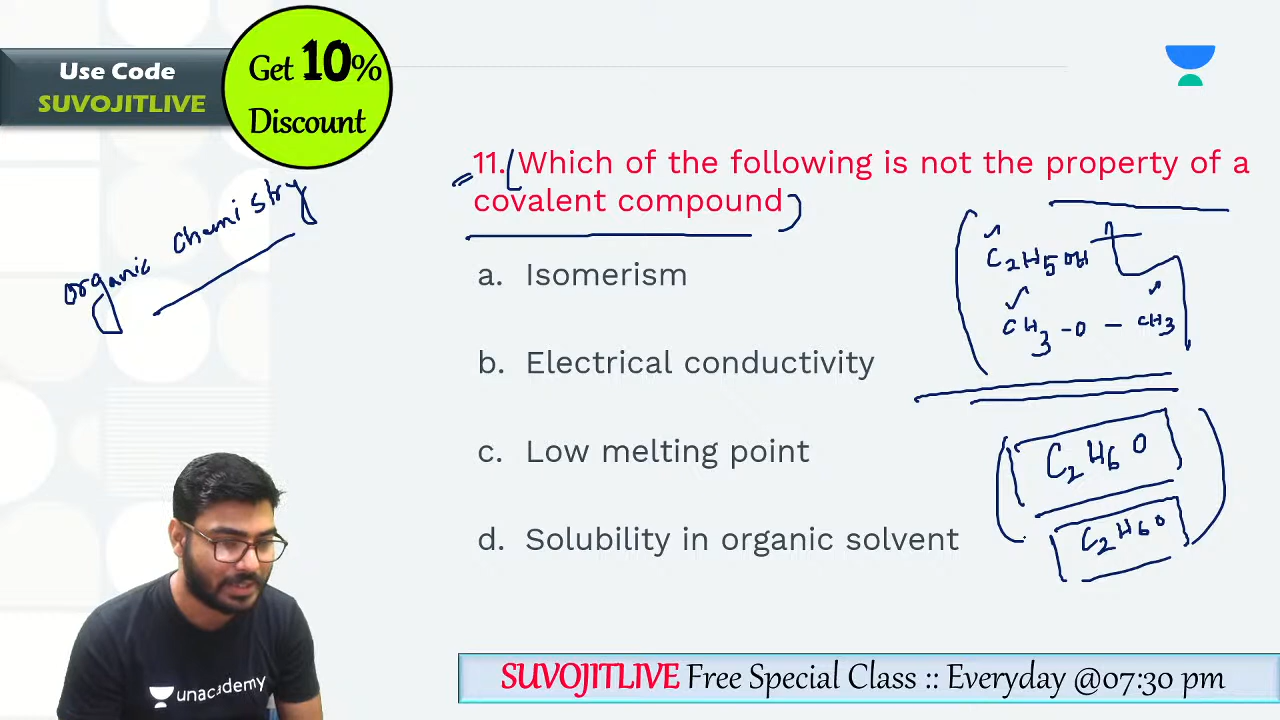 Use Code
SUVOJITLIVE
Get 10%
Discount
organic chemistry
11. Which of the following is not the property of a
covalent compound
a. Isomerism
b. Electrical conductivity
c. Low melting point
d. Solubility in organic solvent
C2H5OH
CH3-O-CH3
C2H6O
C2H6O
unacademy
SUVOJITLIVE Free Special Class :: Everyday @07:30 pm